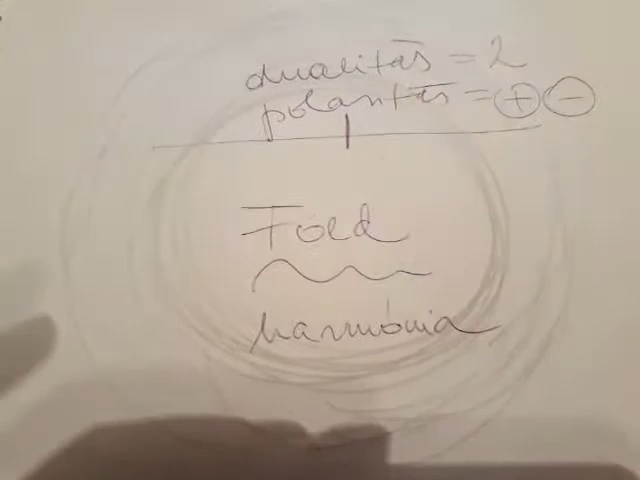 dualitás = 2
polaritás = + -
Föld
harmónia